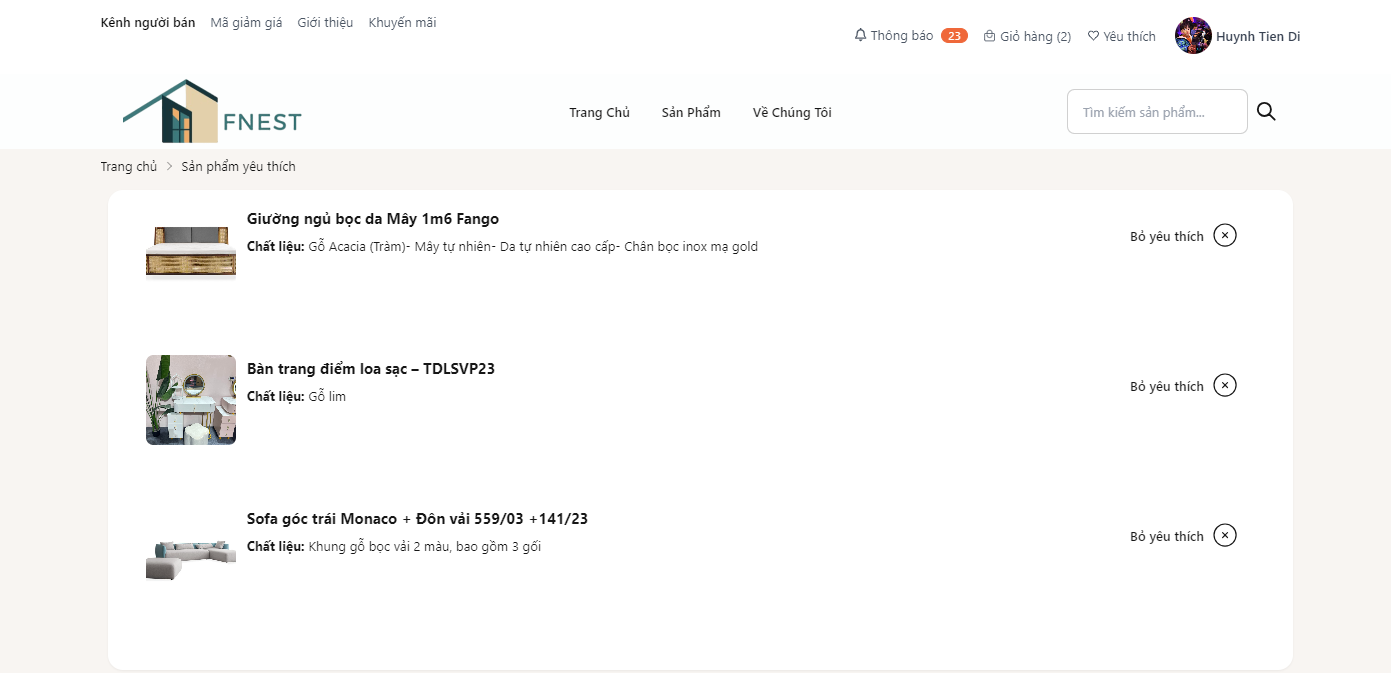 Kênh người bán Mã giảm giá Giới thiệu Khuyến mãi
Thông báo 23 Giỏ hàng (2) Yêu thích Huynh Tien Di
FNEST
Trang Chủ Sản Phẩm Về Chúng Tôi
Tìm kiếm sản phẩm...
Trang chủ > Sản phẩm yêu thích
Giường ngủ bọc da Mây 1m6 Fango
Chất liệu: Gỗ Acacia (Tràm)- Mây tự nhiên- Da tự nhiên cao cấp- Chân bọc inox mạ gold
Bỏ yêu thích
Bàn trang điểm loa sạc – TDLSVP23
Chất liệu: Gỗ lim
Bỏ yêu thích
Sofa góc trái Monaco + Đôn vải 559/03 +141/23
Chất liệu: Khung gỗ bọc vải 2 màu, bao gồm 3 gối
Bỏ yêu thích